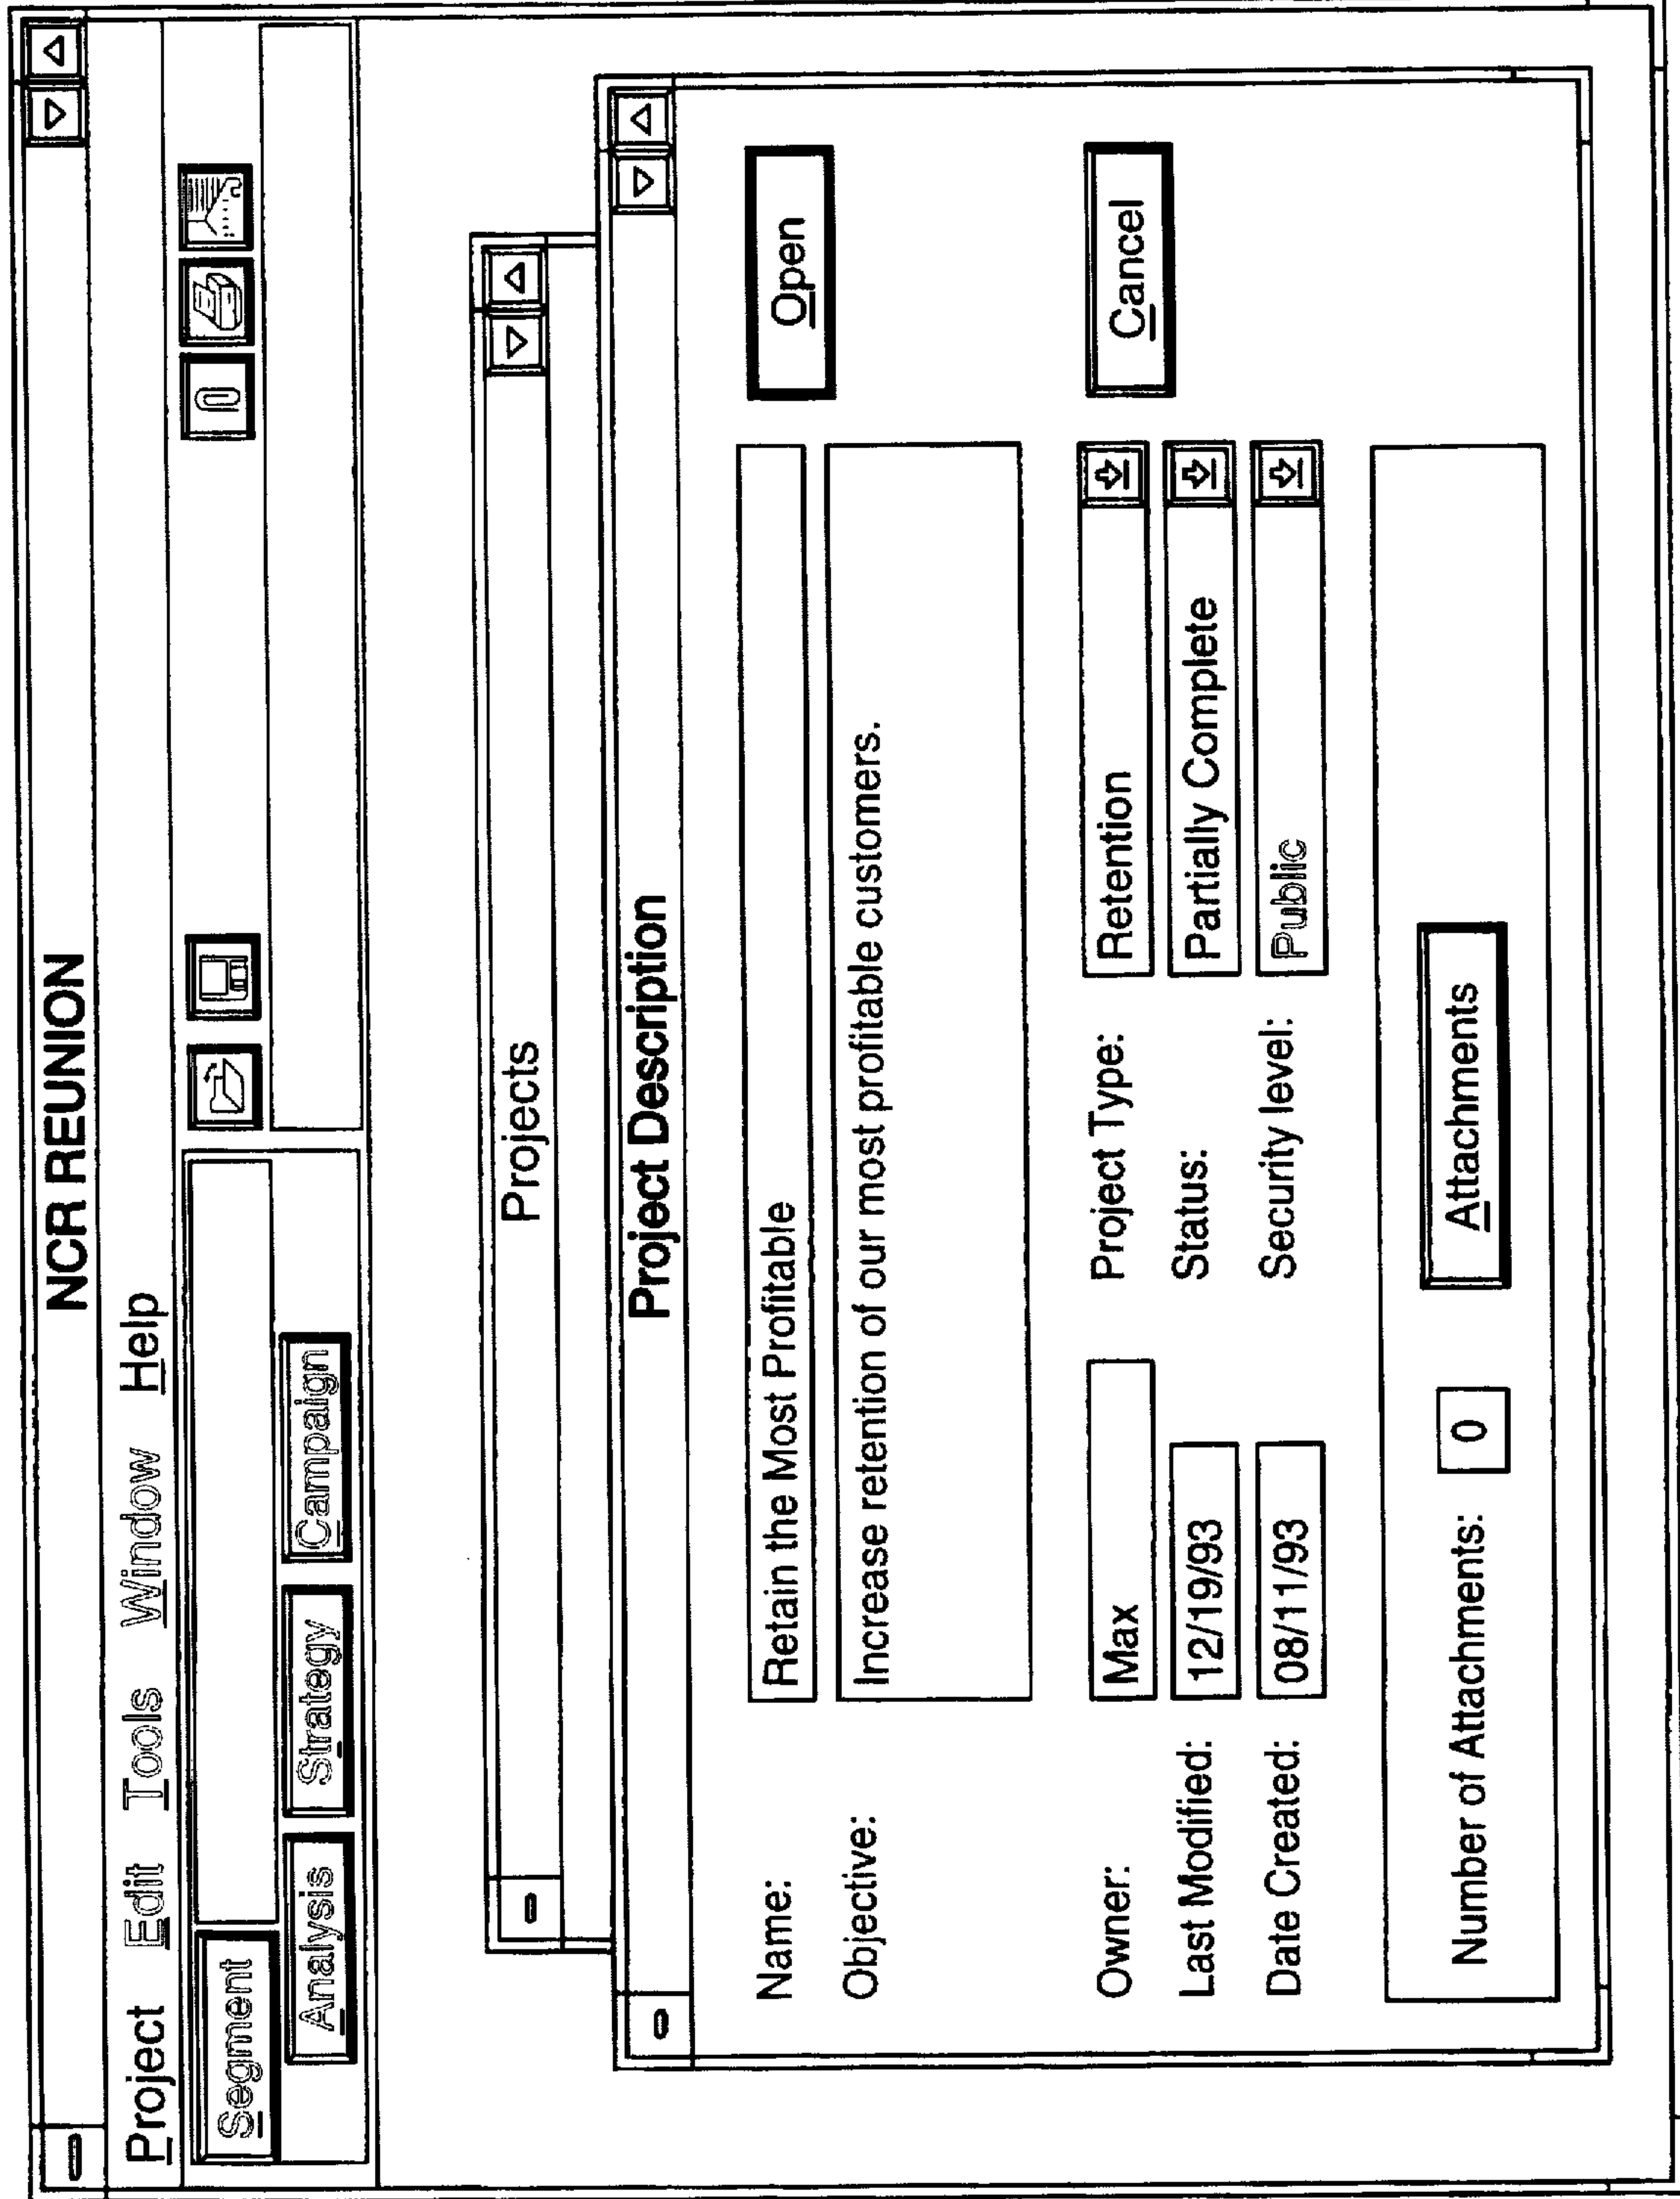 NCR REUNION
Project Edit Tools Window Help
Segment
Analysis Strategy Campaign
Projects
Project Description
Name: Retain the Most Profitable Open
Objective: Increase retention of our most profitable customers.
Owner: Max Project Type: Retention Cancel
Last Modified: 12/19/93 Status: Partially Complete
Date Created: 08/11/93 Security level: Public
Number of Attachments: 0 Attachments